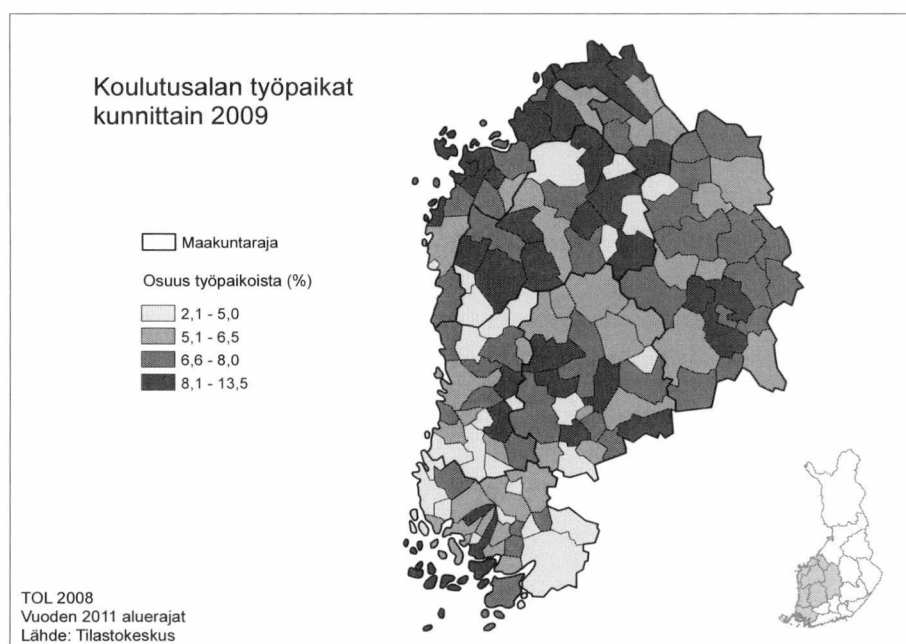 Koulutusalan työpaikat
kunnittain 2009
Maakuntaraja
Osuus työpaikoista (%)
2,1 - 5,0
5,1 - 6,5
6,6 - 8,0
8,1 - 13,5
TOL 2008
Vuoden 2011 aluerajat
Lähde: Tilastokeskus